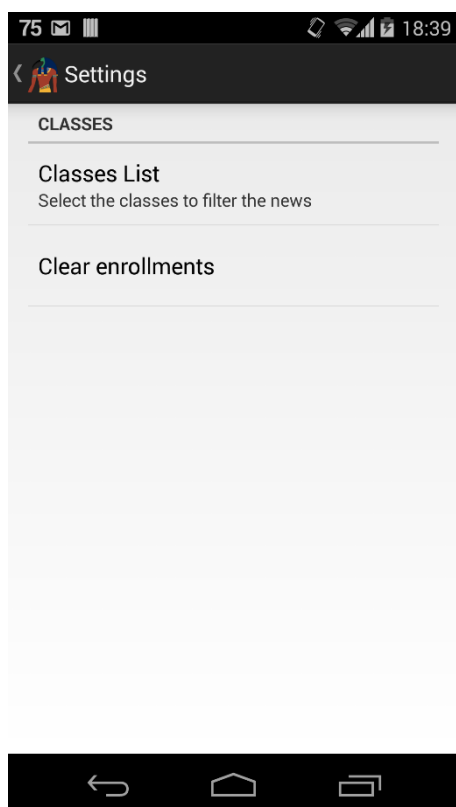 75 18:39
Settings
CLASSES
Classes List
Select the classes to filter the news
Clear enrollments